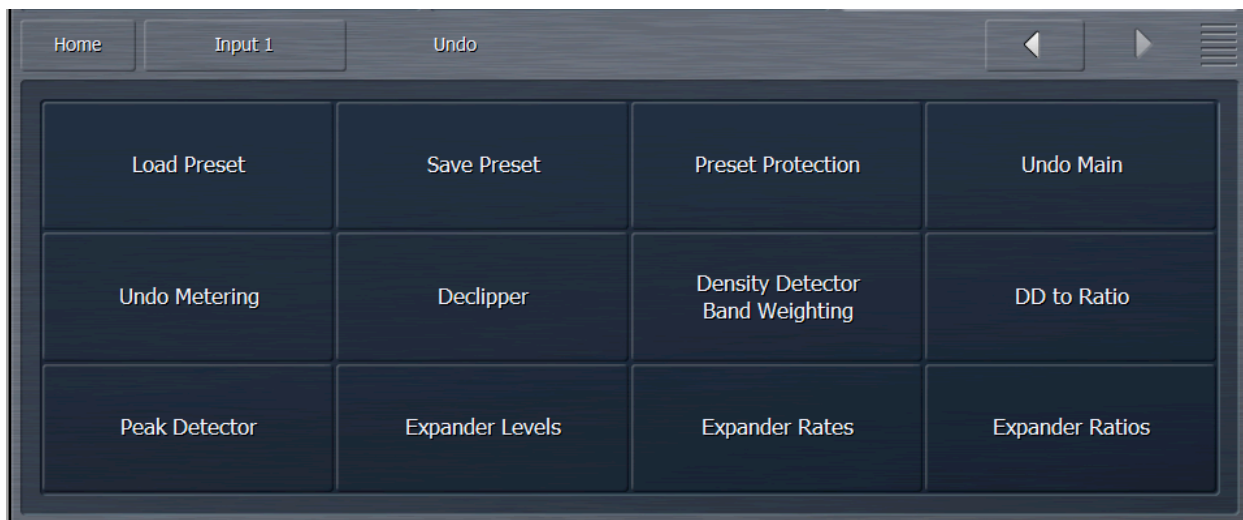 Home Input 1 Undo
Load Preset Save Preset Preset Protection Undo Main
Undo Metering Declipper Density Detector
Band Weighting DD to Ratio
Peak Detector Expander Levels Expander Rates Expander Ratios